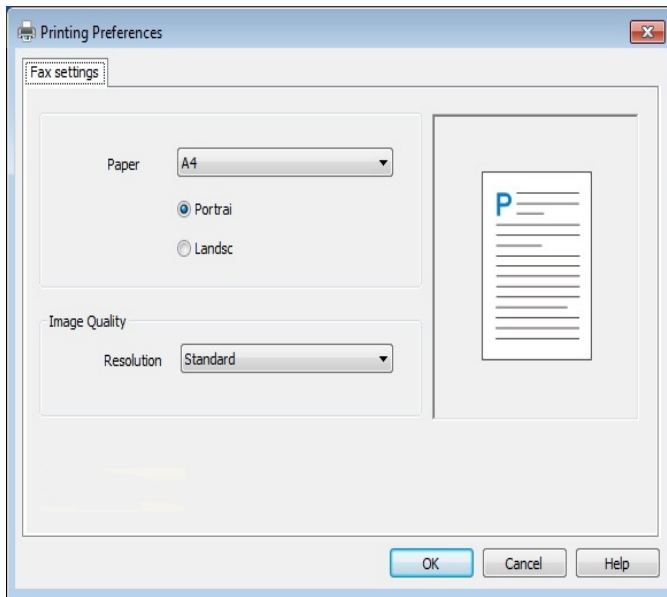 Printing Preferences
Fax settings
Paper A4
Portrai
Landsc
P
Image Quality
Resolution Standard
OK Cancel Help